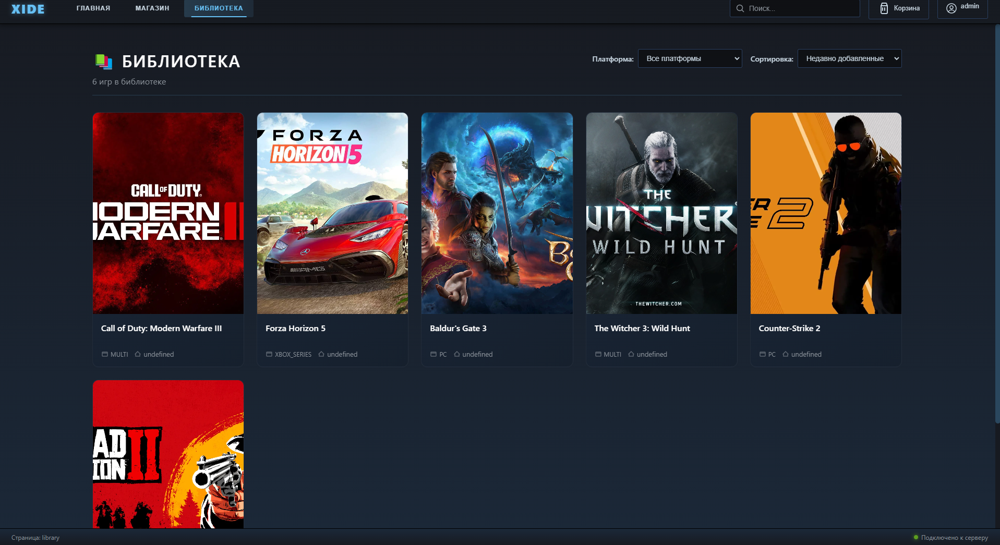 XIDE
ГЛАВНАЯ
МАГАЗИН
БИБЛИОТЕКА
Поиск...
Корзина
admin
БИБЛИОТЕКА
6 игр в библиотеке
Платформа:
Все платформы
Сортировка:
Недавно добавленные
CALL OF DUTY
MODERN
WARFARE III
Call of Duty: Modern Warfare III
MULTI
undefined
FORZA
HORIZON 5
AMG
Forza Horizon 5
XBOX_SERIES
undefined
Baldur's Gate 3
PC
undefined
THE
WITCHER
WILD HUNT
THEWITCHER.COM
The Witcher 3: Wild Hunt
MULTI
undefined
2
Counter-Strike 2
PC
undefined
AD
ION
II
Страница: library
Подключено к серверу